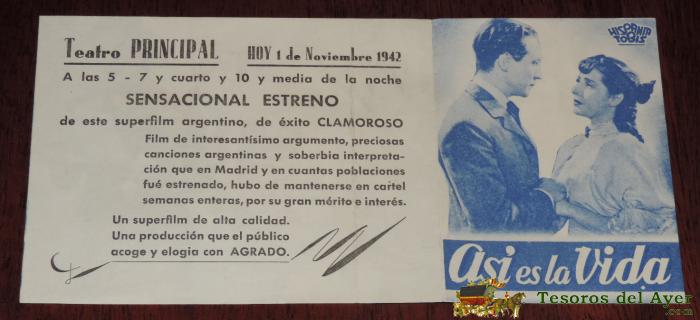 Teatro PRINCIPAL HOY 1 de Noviembre 1942
A las 5 - 7 y cuarto y 10 y media de la noche
SENSACIONAL ESTRENO
de este superfilm argentino, de éxito CLAMOROSO
Film de interesantísimo argumento, preciosas
canciones argentinas y soberbia interpreta-
ción que en Madrid y en cuantas poblaciones
fué estrenado, hubo de mantenerse en cartel
semanas enteras, por su gran mérito e interés.
Un superfilm de alta calidad.
Una producción que el público
acoge y elogia con AGRADO.
HISPANIA
TOBIS
Asi es la Vida
Tesoros del Ayer
.com